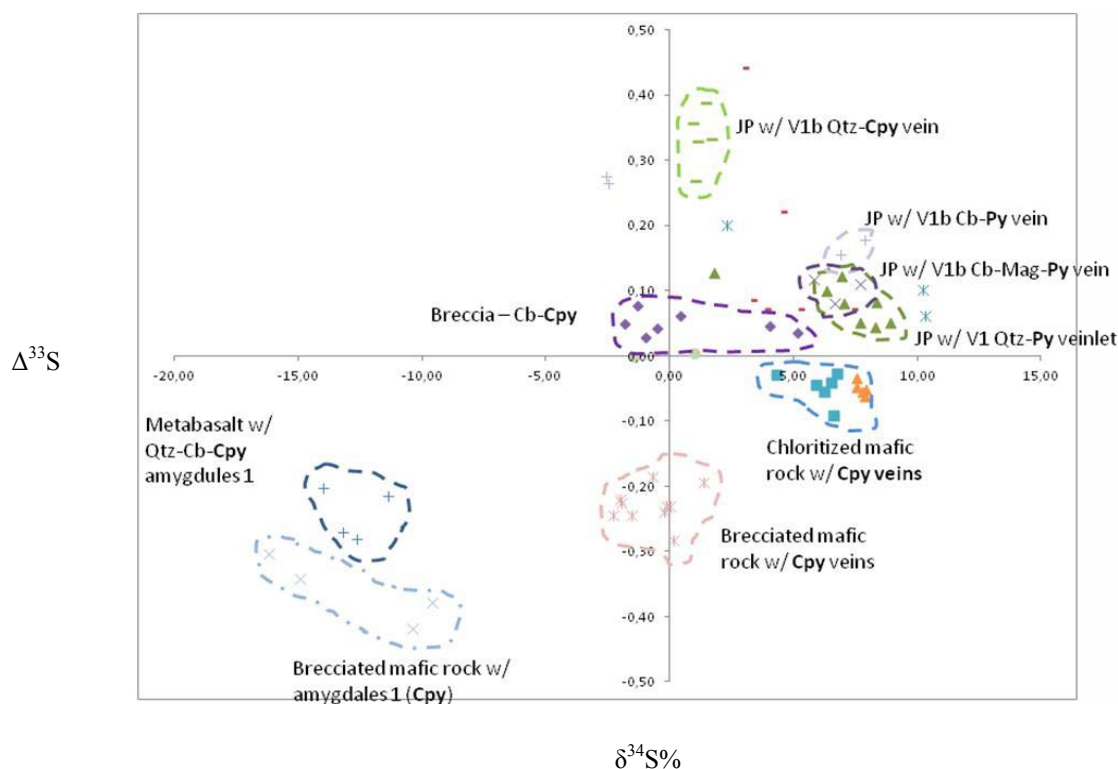 0,50
0,40
JP w/ V1b Qtz-Cpy vein
0,30
0,20
JP w/ V1b Cb-Py vein
JP w/ V1b Cb-Mag-Py vein
0,10
Breccia – Cb-Cpy
JP w/ V1 Qtz-Py veinlet
Δ33S
0,00
-20,00
-15,00
-10,00
-5,00
0,00
5,00
10,00
15,00
-0,10
Metabasalt w/
Qtz-Cb-Cpy
amygdules 1
Chloritized mafic
rock w/ Cpy veins
-0,20
Brecciated mafic
rock w/ Cpy veins
-0,30
-0,40
Brecciated mafic rock w/
amygdales 1 (Cpy)
-0,50
δ34S%